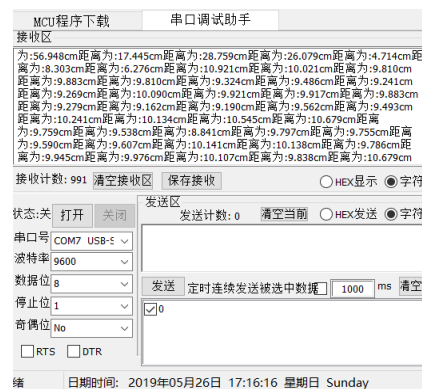 MCU程序下载
串口调试助手
接收区
为:56.948cm距离为:17.445cm距离为:28.759cm距离为:26.079cm距离为:4.714cm距
离为:8.303cm距离为:6.276cm距离为:10.921cm距离为:10.021cm距离为:9.810cm
距离为:9.883cm距离为:9.810cm距离为:9.324cm距离为:9.486cm距离为:9.241cm
距离为:9.269cm距离为:10.090cm距离为:9.921cm距离为:9.917cm距离为:9.883cm
距离为:9.279cm距离为:9.162cm距离为:9.190cm距离为:9.562cm距离为:9.493cm
距离为:10.241cm距离为:10.134cm距离为:10.545cm距离为:10.679cm距离
为:9.759cm距离为:9.538cm距离为:8.841cm距离为:9.797cm距离为:9.755cm距离
为:9.590cm距离为:9.607cm距离为:10.141cm距离为:10.138cm距离为:9.786cm距
离为:9.945cm距离为:9.976cm距离为:10.107cm距离为:9.838cm距离为:10.679cm
接收计数: 991 清空接收区 保存接收 HEX显示 字符
发送区
状态:关 打开 关闭 发送计数: 0 清空当前 HEX发送 字符
串口号 COM7 USB-S
波特率 9600
数据位 8 发送 定时连续发送被选中数据 1000 ms 清空
停止位 1 0
奇偶位 No
RTS DTR
绪 日期时间: 2019年05月26日 17:16:16 星期日 Sunday